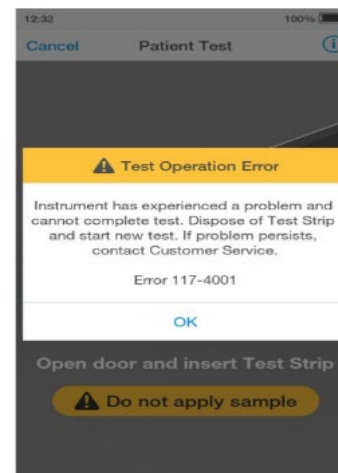 12:32 100%
Cancel Patient Test
Test Operation Error
Instrument has experienced a problem and
cannot complete test. Dispose of Test Strip
and start new test. If problem persists,
contact Customer Service.
Error 117-4001
OK
Open door and insert Test Strip
Do not apply sample